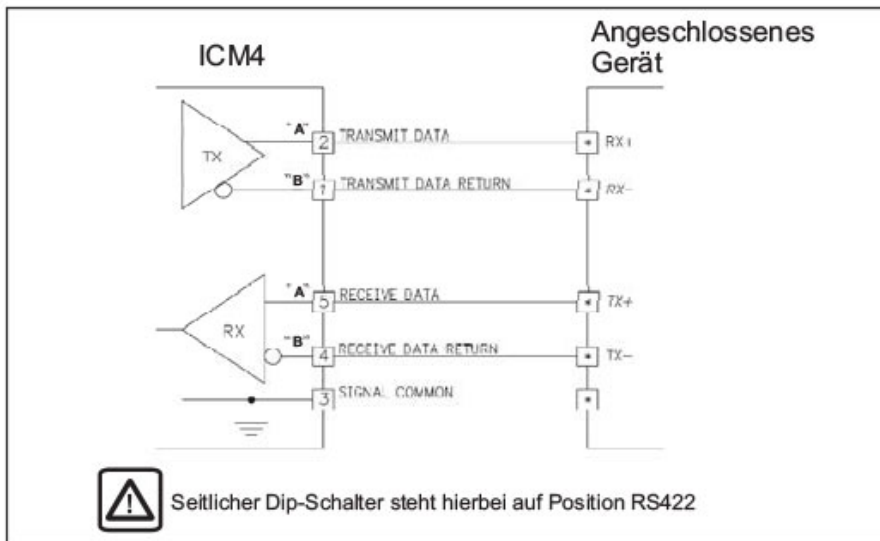 ICM4
Angeschlossenes
Gerät
TX
"A"
2
TRANSMIT DATA
*
RX+
"B"
1
TRANSMIT DATA RETURN
RX-
"A"
5
RECEIVE DATA
*
TX+
RX
"B"
4
RECEIVE DATA RETURN
*
TX-
3
SIGNAL COMMON
*
!
Seitlicher Dip-Schalter steht hierbei auf Position RS422